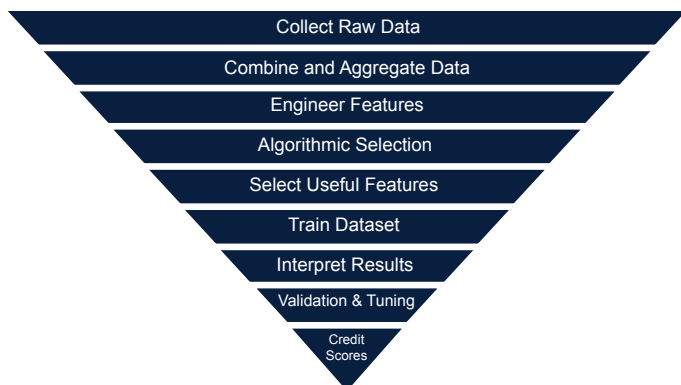 Collect Raw Data
Combine and Aggregate Data
Engineer Features
Algorithmic Selection
Select Useful Features
Train Dataset
Interpret Results
Validation & Tuning
Credit
Scores